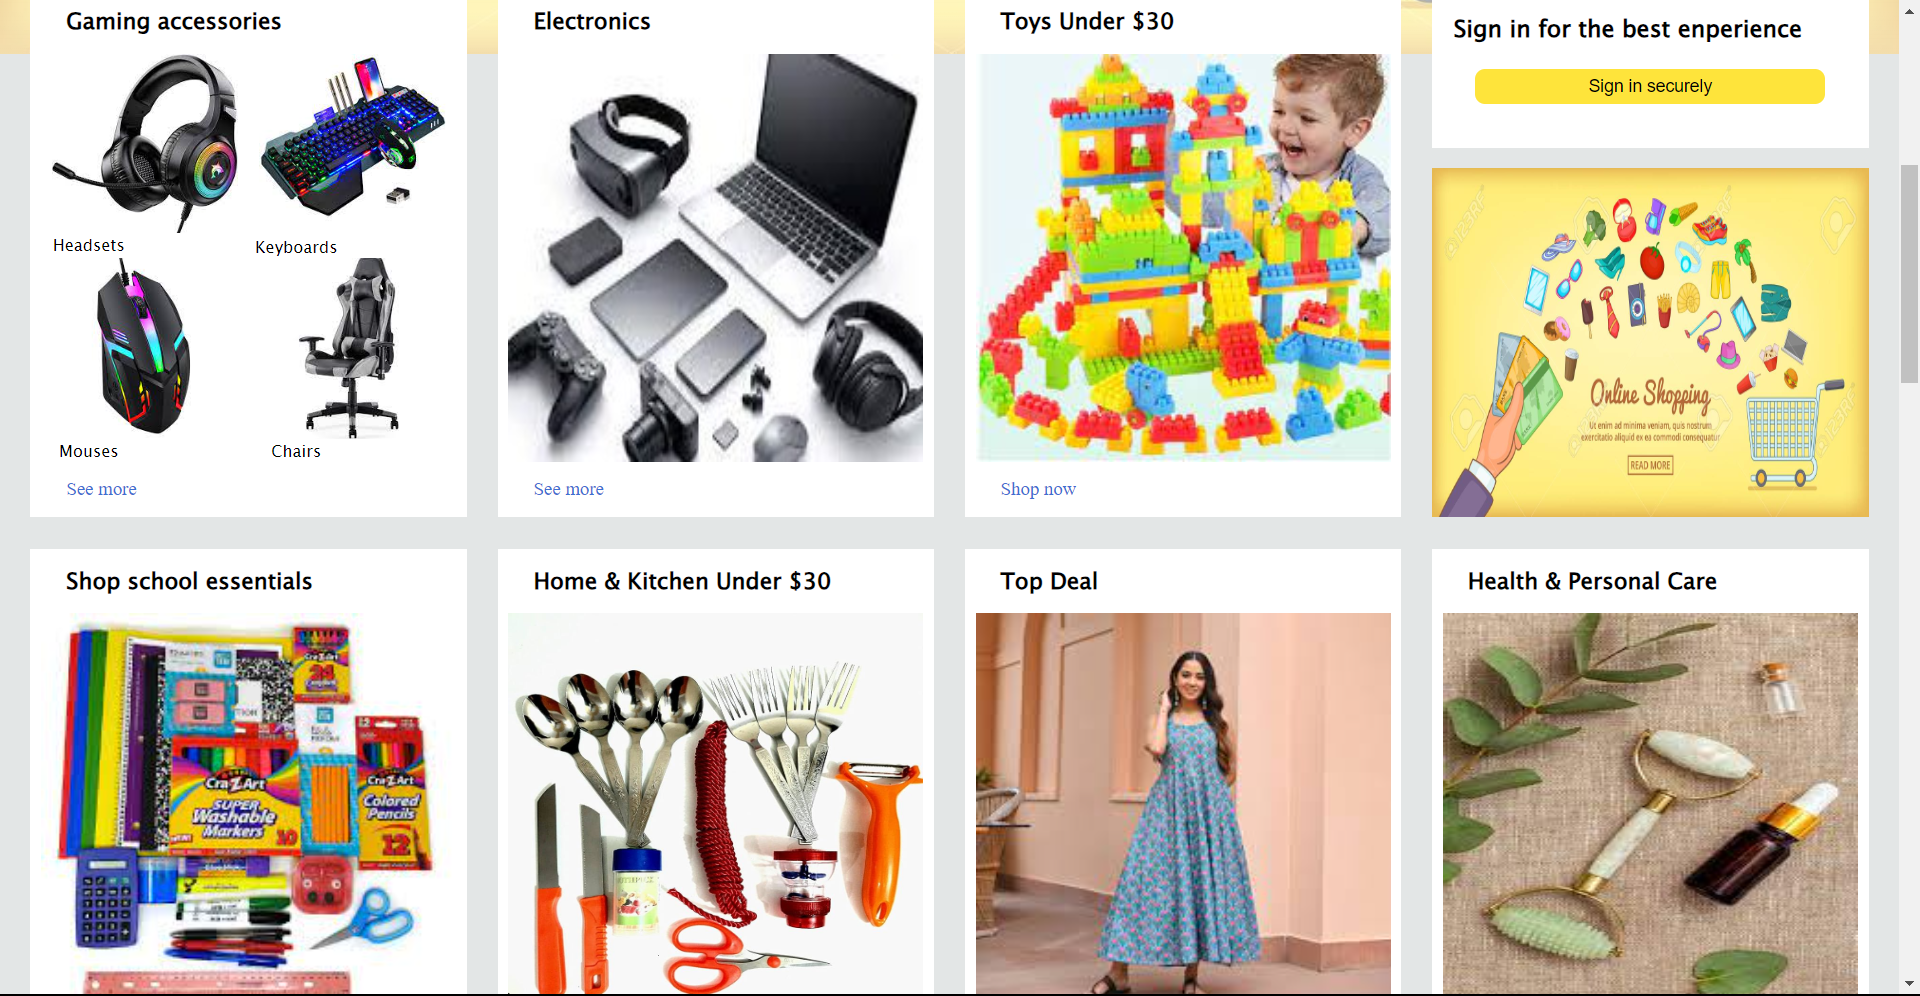 Gaming accessories
Electronics
Toys Under $30
Sign in for the best enperience
Sign in securely
Headsets
Keyboards
Mouses
Chairs
See more
See more
Shop now
Online Shopping
Ut enim ad minima veniam, quis nostrum
exercitatio aliquid ex ea commodi consequatur
READ MORE
Shop school essentials
Home & Kitchen Under $30
Top Deal
Health & Personal Care
Cra-Z-Art
24
Cra-Z-Art
SUPER
Washable
Markers
10
Cra-Z-Art
Colored
Pencils
12